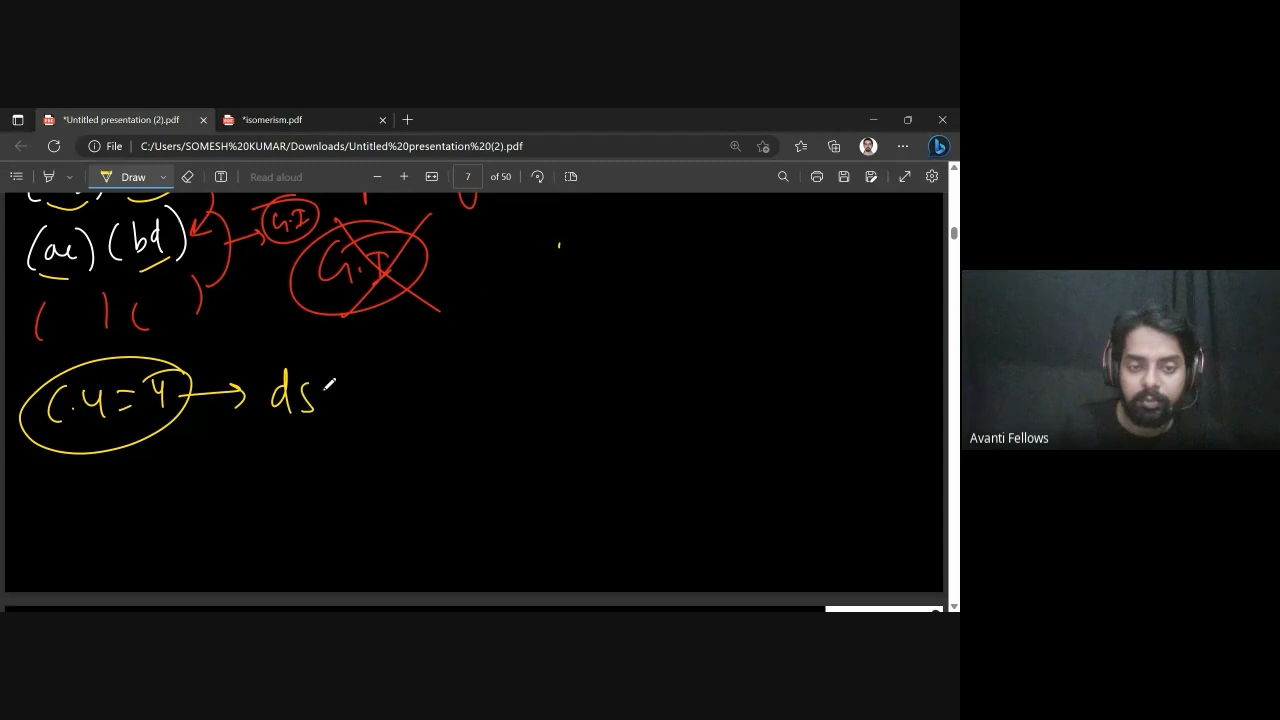 *Untitled presentation (2).pdf
*isomerism.pdf
File
C:/Users/SOMESH%20KUMAR/Downloads/Untitled%20presentation%20(2).pdf
Draw
Read aloud
7
of 50
(ac) (bd)
G.I
G.I
( ) ( )
C.4=4 → ds
Avanti Fellows